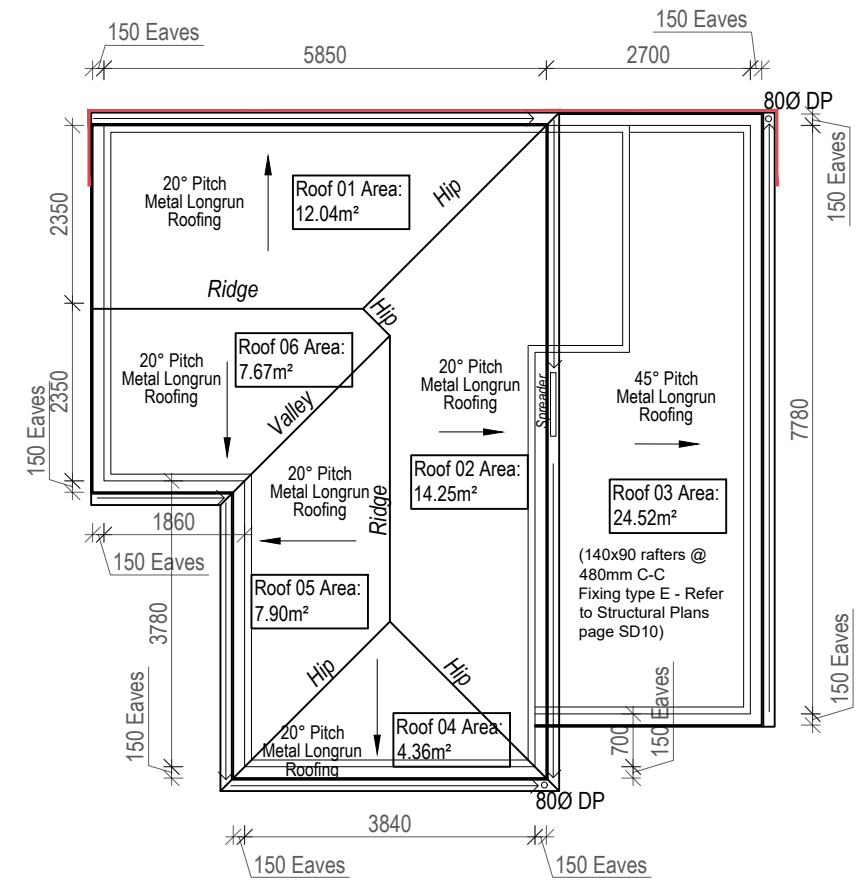 150 Eaves
150 Eaves
5850
2700
80Ø DP
150 Eaves
2350
20° Pitch
Metal Longrun
Roofing
Roof 01 Area:
12.04m²
Hip
Ridge
Hip
20° Pitch
Metal Longrun
Roofing
Roof 06 Area:
7.67m²
20° Pitch
Metal Longrun
Roofing
45° Pitch
Metal Longrun
Roofing
2350
150 Eaves
Valley
Spreader
7780
20° Pitch
Metal Longrun
Roofing
Ridge
Roof 02 Area:
14.25m²
Roof 03 Area:
24.52m²
1860
150 Eaves
(140x90 rafters @
480mm C-C
Fixing type E - Refer
to Structural Plans
page SD10)
Roof 05 Area:
7.90m²
3780
150 Eaves
Hip
Hip
150 Eaves
150 Eaves
700
20° Pitch
Metal Longrun
Roofing
Roof 04 Area:
4.36m²
80Ø DP
3840
150 Eaves
150 Eaves